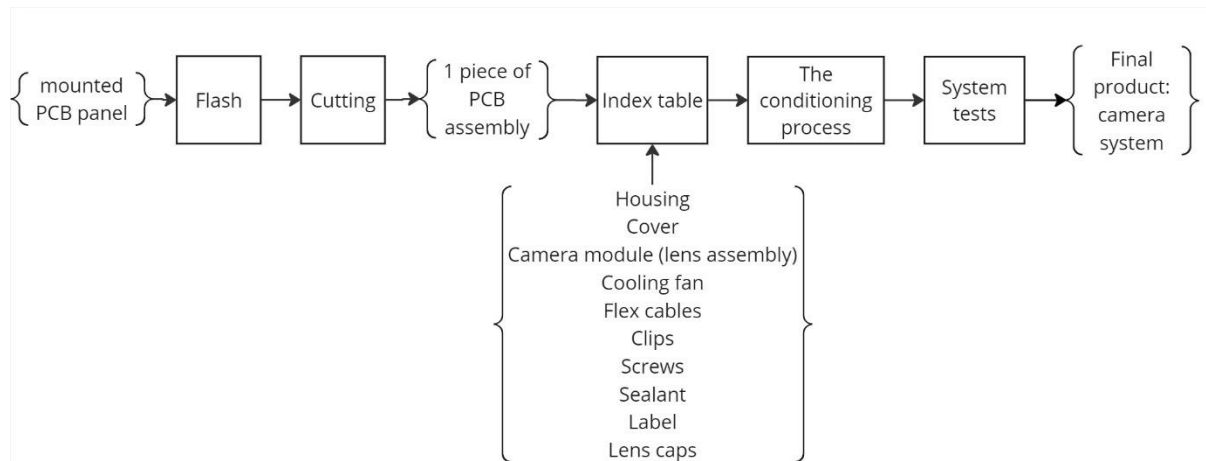 mounted
PCB panel
Flash
Cutting
1 piece of
PCB
assembly
Index table
The
conditioning
process
System
tests
Final
product:
camera
system
Housing
Cover
Camera module (lens assembly)
Cooling fan
Flex cables
Clips
Screws
Sealant
Label
Lens caps